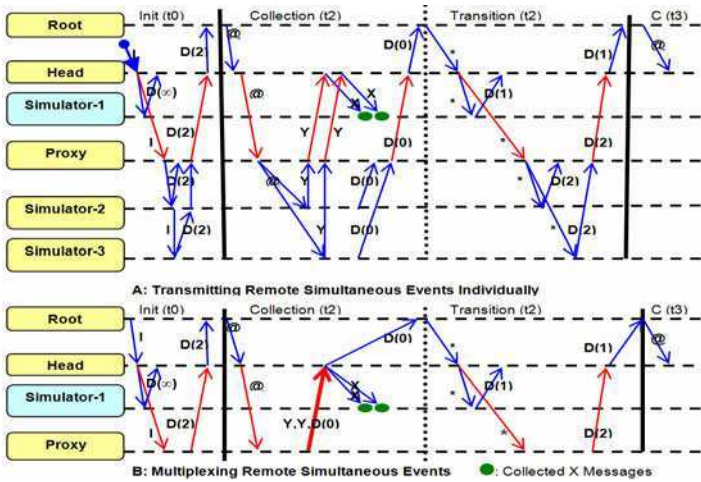 Init (t0) Collection (t2) Transition (t2) C (t3)
Root
@ D(2) D(0) * @
I
Head
D(∞) @ X X D(1)
Simulator-1
*
D(2) Y Y D(0) D(2)
I
Proxy
*
D(2) @ D(0) D(2)
Simulator-2
I D(2) Y D(0) * D(2)
Simulator-3
A: Transmitting Remote Simultaneous Events Individually
Init (t0) Collection (t2) Transition (t2) C (t3)
Root
I D(2) @ D(0) * D(1) @
Head
D(∞) @ X X D(1)
Simulator-1
*
D(2) Y.Y.D(0) D(2)
I *
Proxy
B: Multiplexing Remote Simultaneous Events : Collected X Messages